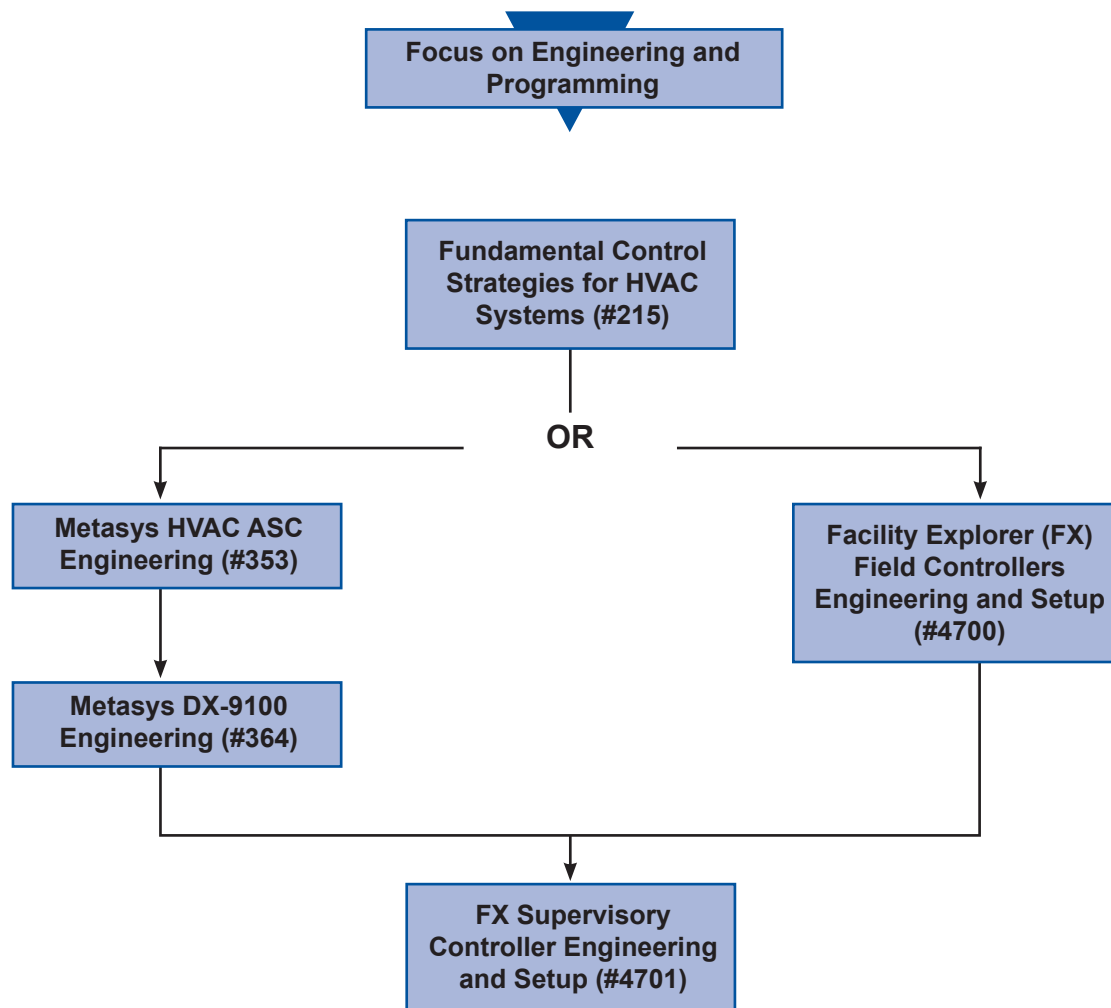 Focus on Engineering and
Programming
Fundamental Control
Strategies for HVAC
Systems (#215)
OR
Metasys HVAC ASC
Engineering (#353)
Facility Explorer (FX)
Field Controllers
Engineering and Setup
(#4700)
Metasys DX-9100
Engineering (#364)
FX Supervisory
Controller Engineering
and Setup (#4701)